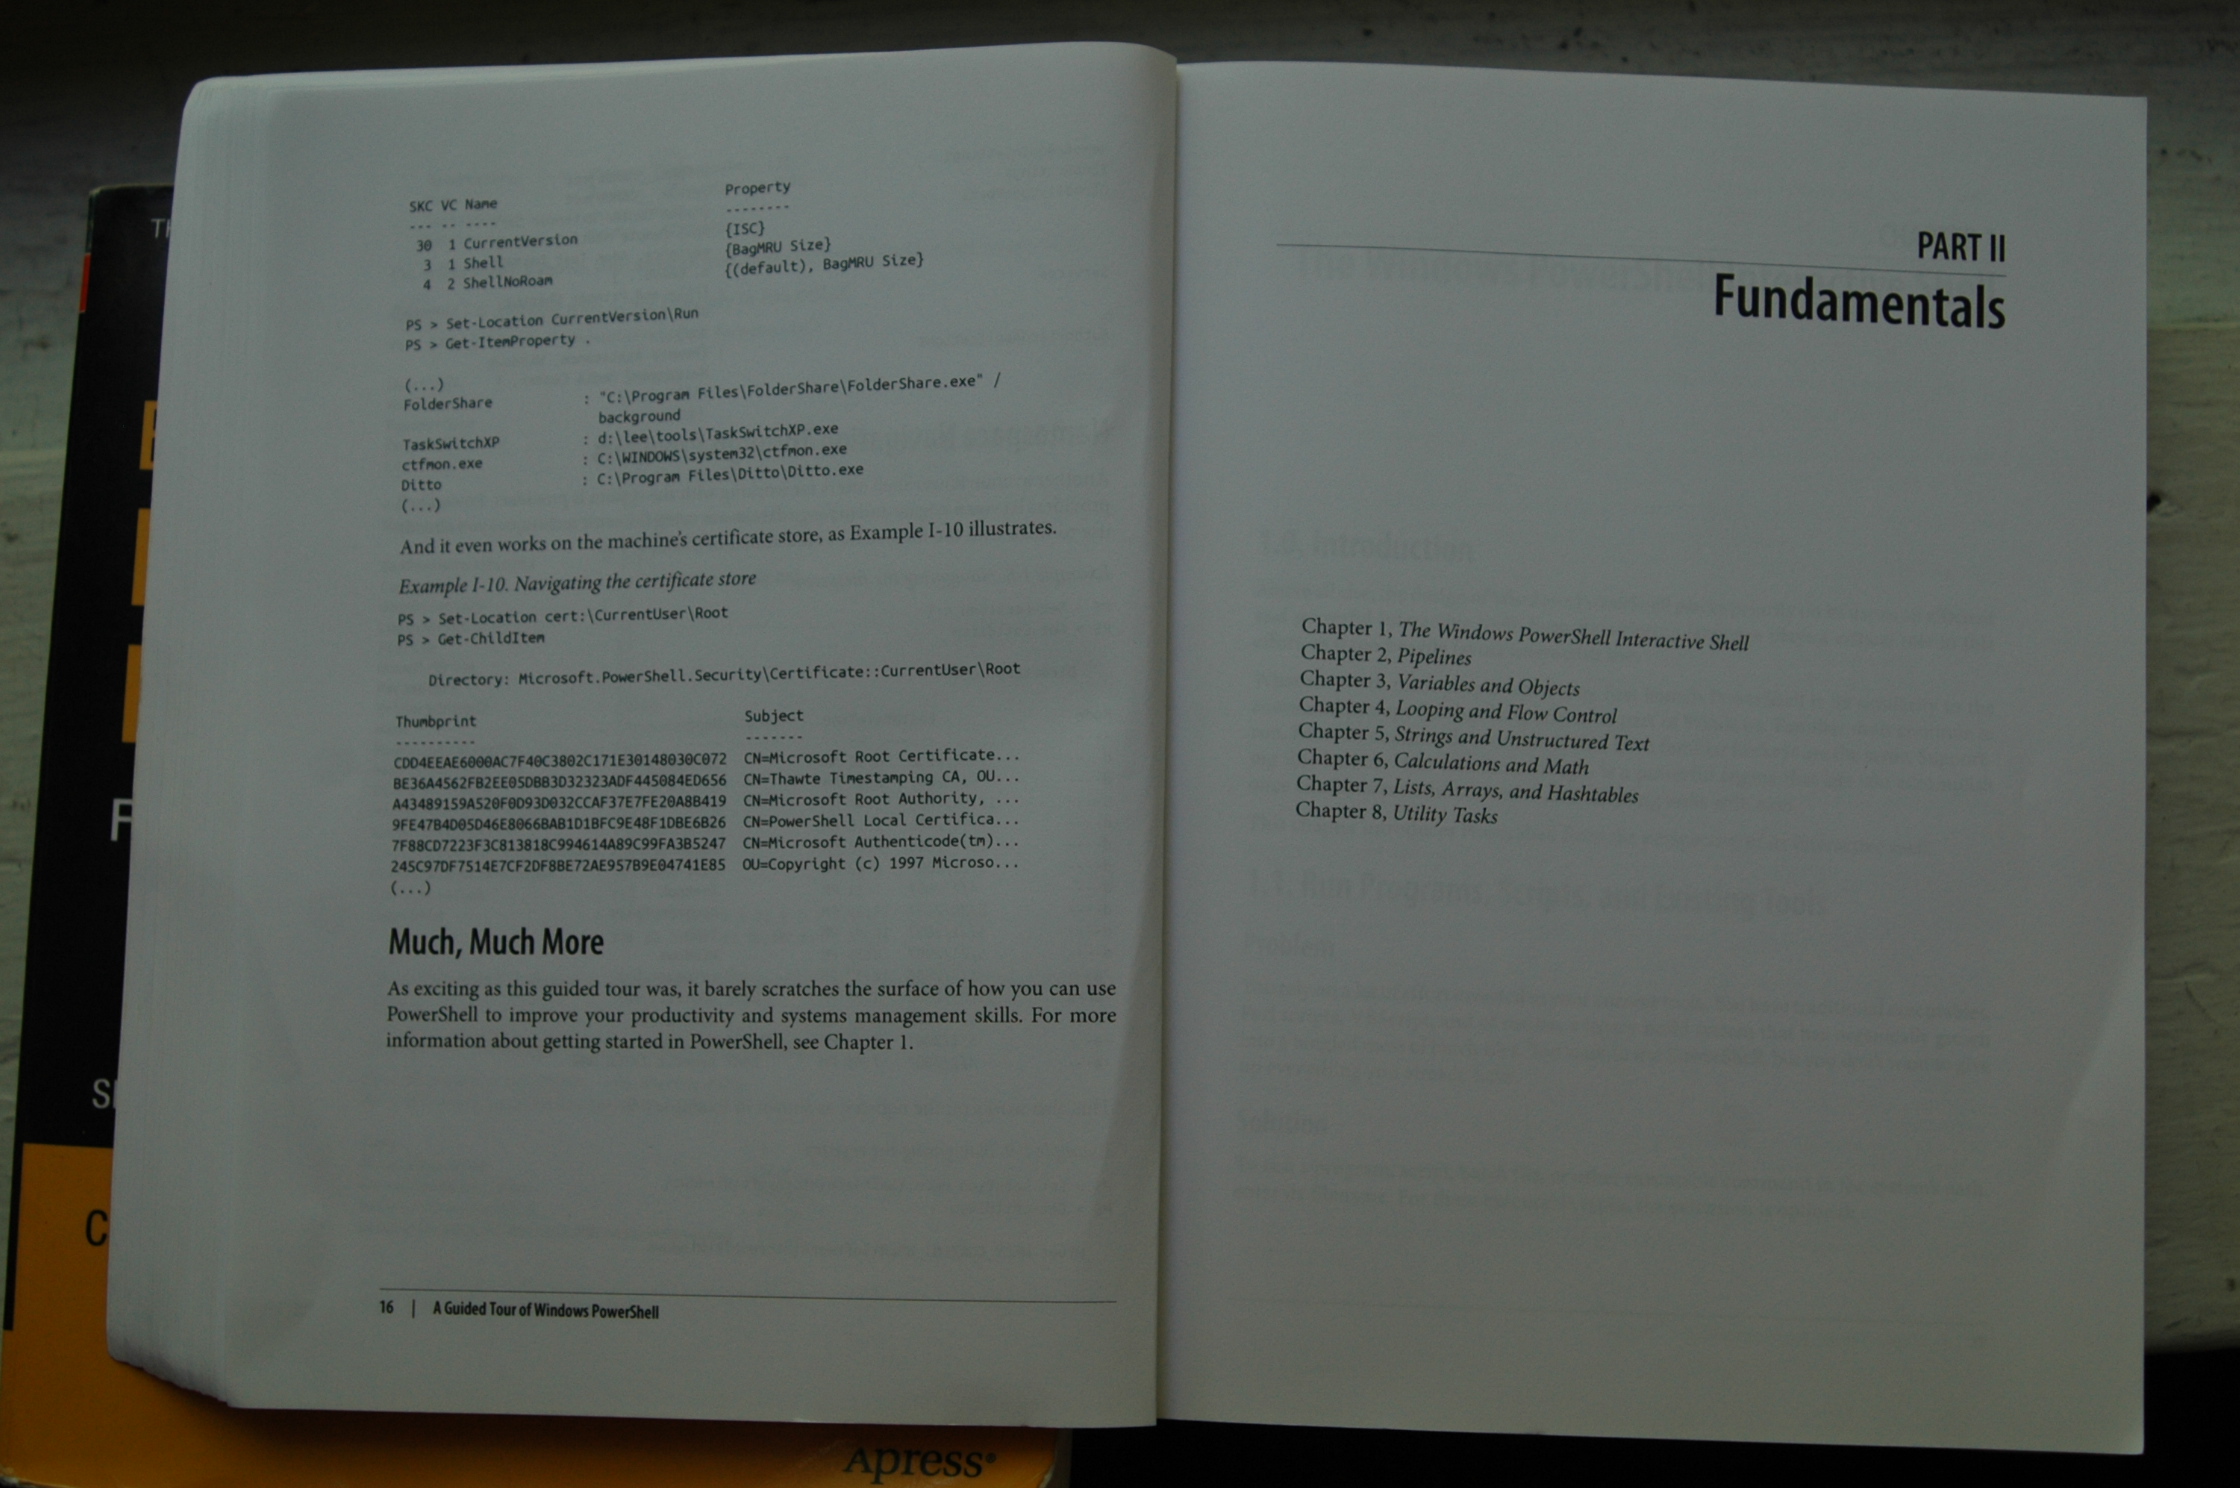 SKC VC Name Property
--- -- ---- --------
30 1 CurrentVersion {ISC}
3 1 Shell {BagMRU Size}
4 2 ShellNoRoam {(default), BagMRU Size}
PS > Set-Location CurrentVersion\Run
PS > Get-ItemProperty .
(...)
FolderShare : "C:\Program Files\FolderShare\FolderShare.exe" /
background
TaskSwitchXP : d:\lee\tools\TaskSwitchXP.exe
ctfmon.exe : C:\WINDOWS\system32\ctfmon.exe
Ditto : C:\Program Files\Ditto\Ditto.exe
(...)
And it even works on the machine's certificate store, as Example I-10 illustrates.
Example I-10. Navigating the certificate store
PS > Set-Location cert:\CurrentUser\Root
PS > Get-ChildItem
Directory: Microsoft.PowerShell.Security\Certificate::CurrentUser\Root
Thumbprint Subject
---------- -------
CDD4EEAE6000AC7F40C3802C171E30148030C072 CN=Microsoft Root Certificate...
BE36A4562FB2EE05DBB3D32323ADF445084ED656 CN=Thawte Timestamping CA, OU...
A43489159A520F0D93D032CCAF37E7FE20A8B419 CN=Microsoft Root Authority, ...
9FE47B4D05D46E8066BAB1D1BFC9E48F1DBE6B26 CN=PowerShell Local Certifica...
7F88CD7223F3C813818C994614A89C99FA3B5247 CN=Microsoft Authenticode(tm)...
245C97DF7514E7CF2DF8BE72AE957B9E04741E85 OU=Copyright (c) 1997 Microso...
(...)
Much, Much More
As exciting as this guided tour was, it barely scratches the surface of how you can use
PowerShell to improve your productivity and systems management skills. For more
information about getting started in PowerShell, see Chapter 1.
16 | A Guided Tour of Windows PowerShell
PART II
Fundamentals
Chapter 1, The Windows PowerShell Interactive Shell
Chapter 2, Pipelines
Chapter 3, Variables and Objects
Chapter 4, Looping and Flow Control
Chapter 5, Strings and Unstructured Text
Chapter 6, Calculations and Math
Chapter 7, Lists, Arrays, and Hashtables
Chapter 8, Utility Tasks
Apress®